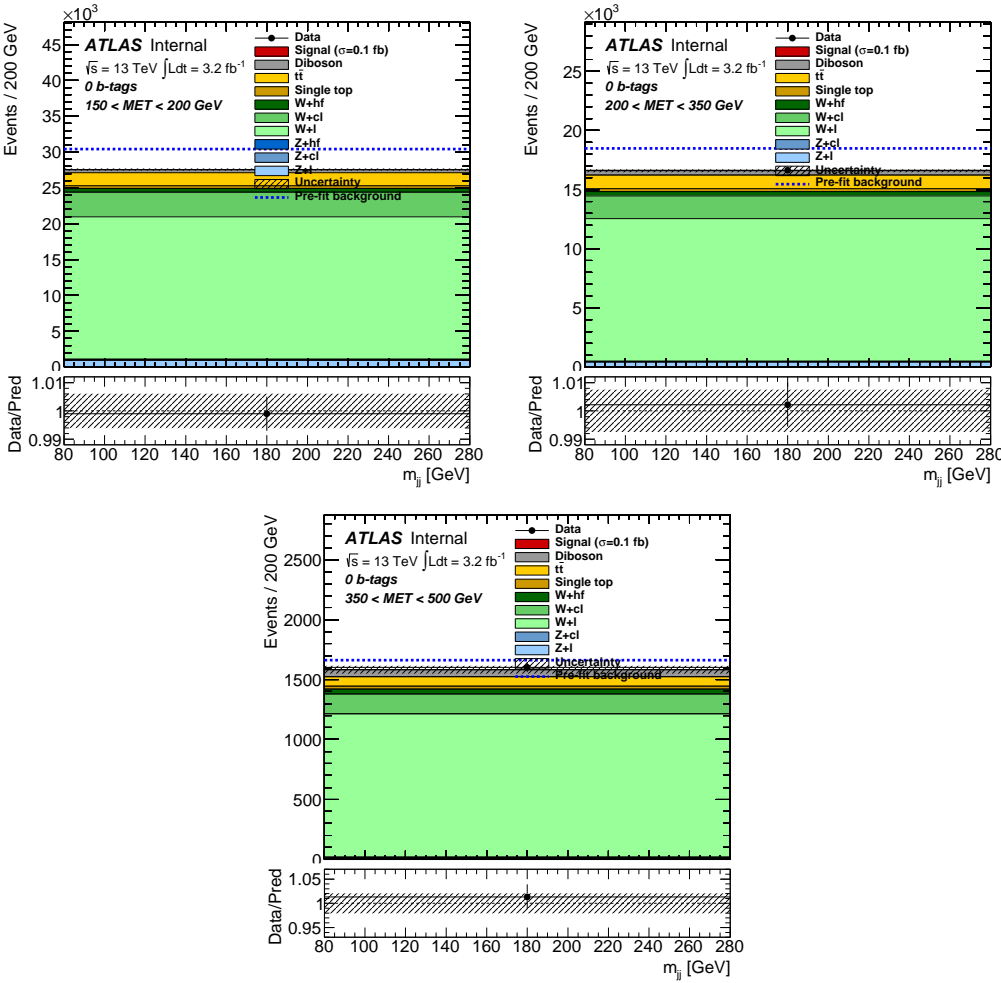 ×10³
Events / 200 GeV
45
40
35
30
25
20
15
10
5
0
ATLAS Internal
√s = 13 TeV ∫Ldt = 3.2 fb⁻¹
0 b-tags
150 < MET < 200 GeV
Data
Signal (σ=0.1 fb)
Diboson
tt̄
Single top
W+hf
W+cl
W+l
Z+hf
Z+cl
Z+l
Uncertainty
Pre-fit background
Data/Pred
1.01
1
0.99
80 100 120 140 160 180 200 220 240 260 280
m_jj [GeV]
×10³
Events / 200 GeV
25
20
15
10
5
0
ATLAS Internal
√s = 13 TeV ∫Ldt = 3.2 fb⁻¹
0 b-tags
200 < MET < 350 GeV
Data
Signal (σ=0.1 fb)
Diboson
tt̄
Single top
W+hf
W+cl
W+l
Z+cl
Z+l
Uncertainty
Pre-fit background
Data/Pred
1.01
1
0.99
80 100 120 140 160 180 200 220 240 260 280
m_jj [GeV]
Events / 200 GeV
2500
2000
1500
1000
500
0
ATLAS Internal
√s = 13 TeV ∫Ldt = 3.2 fb⁻¹
0 b-tags
350 < MET < 500 GeV
Data
Signal (σ=0.1 fb)
Diboson
tt̄
Single top
W+hf
W+cl
W+l
Z+cl
Z+l
Uncertainty
Pre-fit background
Data/Pred
1.05
1
0.95
80 100 120 140 160 180 200 220 240 260 280
m_jj [GeV]